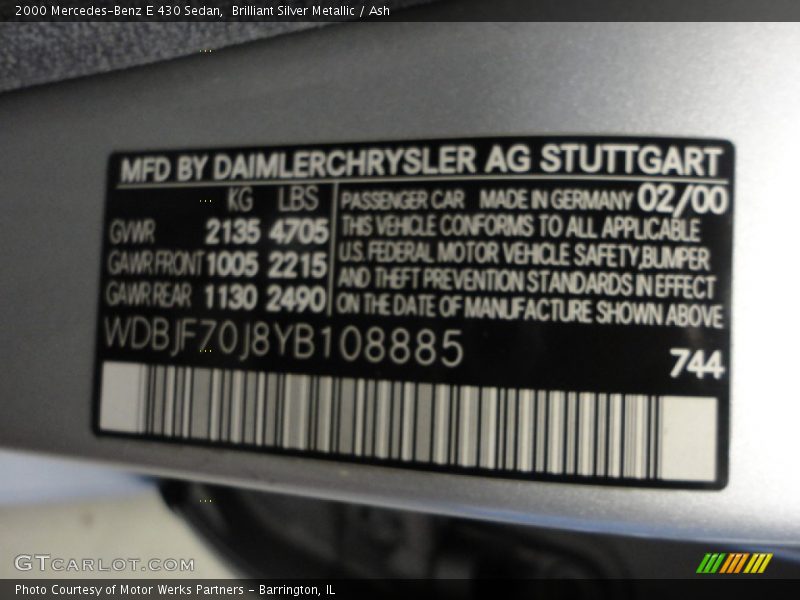 2000 Mercedes-Benz E 430 Sedan,  Brilliant Silver Metallic / Ash
MFD BY DAIMLERCHRYSLER AG STUTTGART
KG LBS
GVWR 2135 4705
GAWR FRONT 1005 2215
GAWR REAR 1130 2490
PASSENGER CAR MADE IN GERMANY 02/00
THIS VEHICLE CONFORMS TO ALL APPLICABLE
U.S. FEDERAL MOTOR VEHICLE SAFETY, BUMPER
AND THEFT PREVENTION STANDARDS IN EFFECT
ON THE DATE OF MANUFACTURE SHOWN ABOVE
WDBJF70J8YB108885
744
GTCARLOT.COM
Photo Courtesy of Motor Werks Partners - Barrington, IL